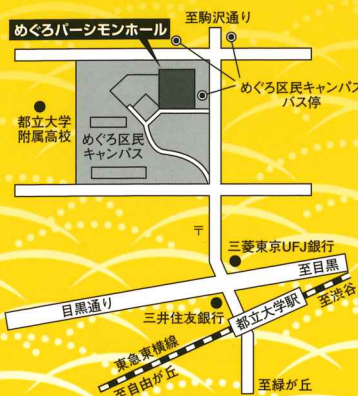 至駒沢通り
めぐろパーシモンホール
めぐろ区民キャンパス
バス停
都立大学
附属高校
めぐろ区民
キャンパス
〒
三菱東京UFJ銀行
至目黒
目黒通り
至渋谷
三井住友銀行
都立大学駅
東急東横線
至自由が丘
至緑が丘